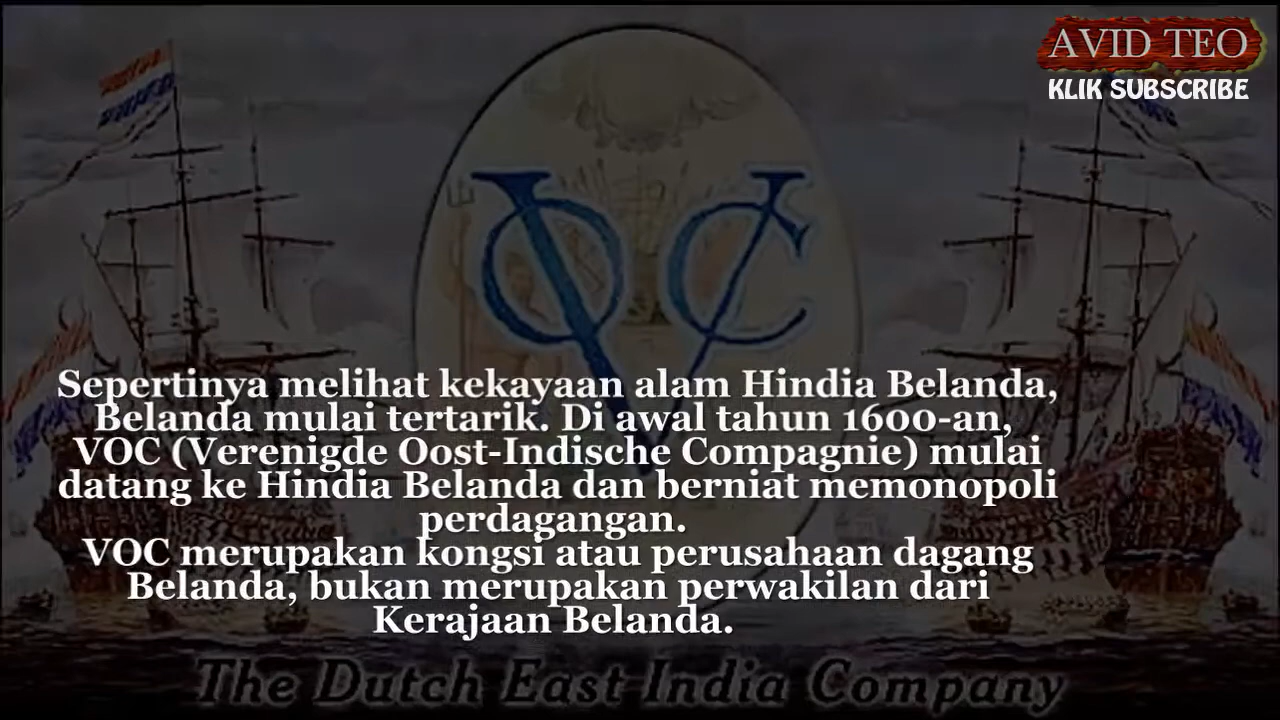 AVID TEO
KLIK SUBSCRIBE
VOC
Sepertinya melihat kekayaan alam Hindia Belanda,
Belanda mulai tertarik. Di awal tahun 1600-an,
VOC (Verenigde Oost-Indische Compagnie) mulai
datang ke Hindia Belanda dan berniat memonopoli
perdagangan.
VOC merupakan kongsi atau perusahaan dagang
Belanda, bukan merupakan perwakilan dari
Kerajaan Belanda.
The Dutch East India Company